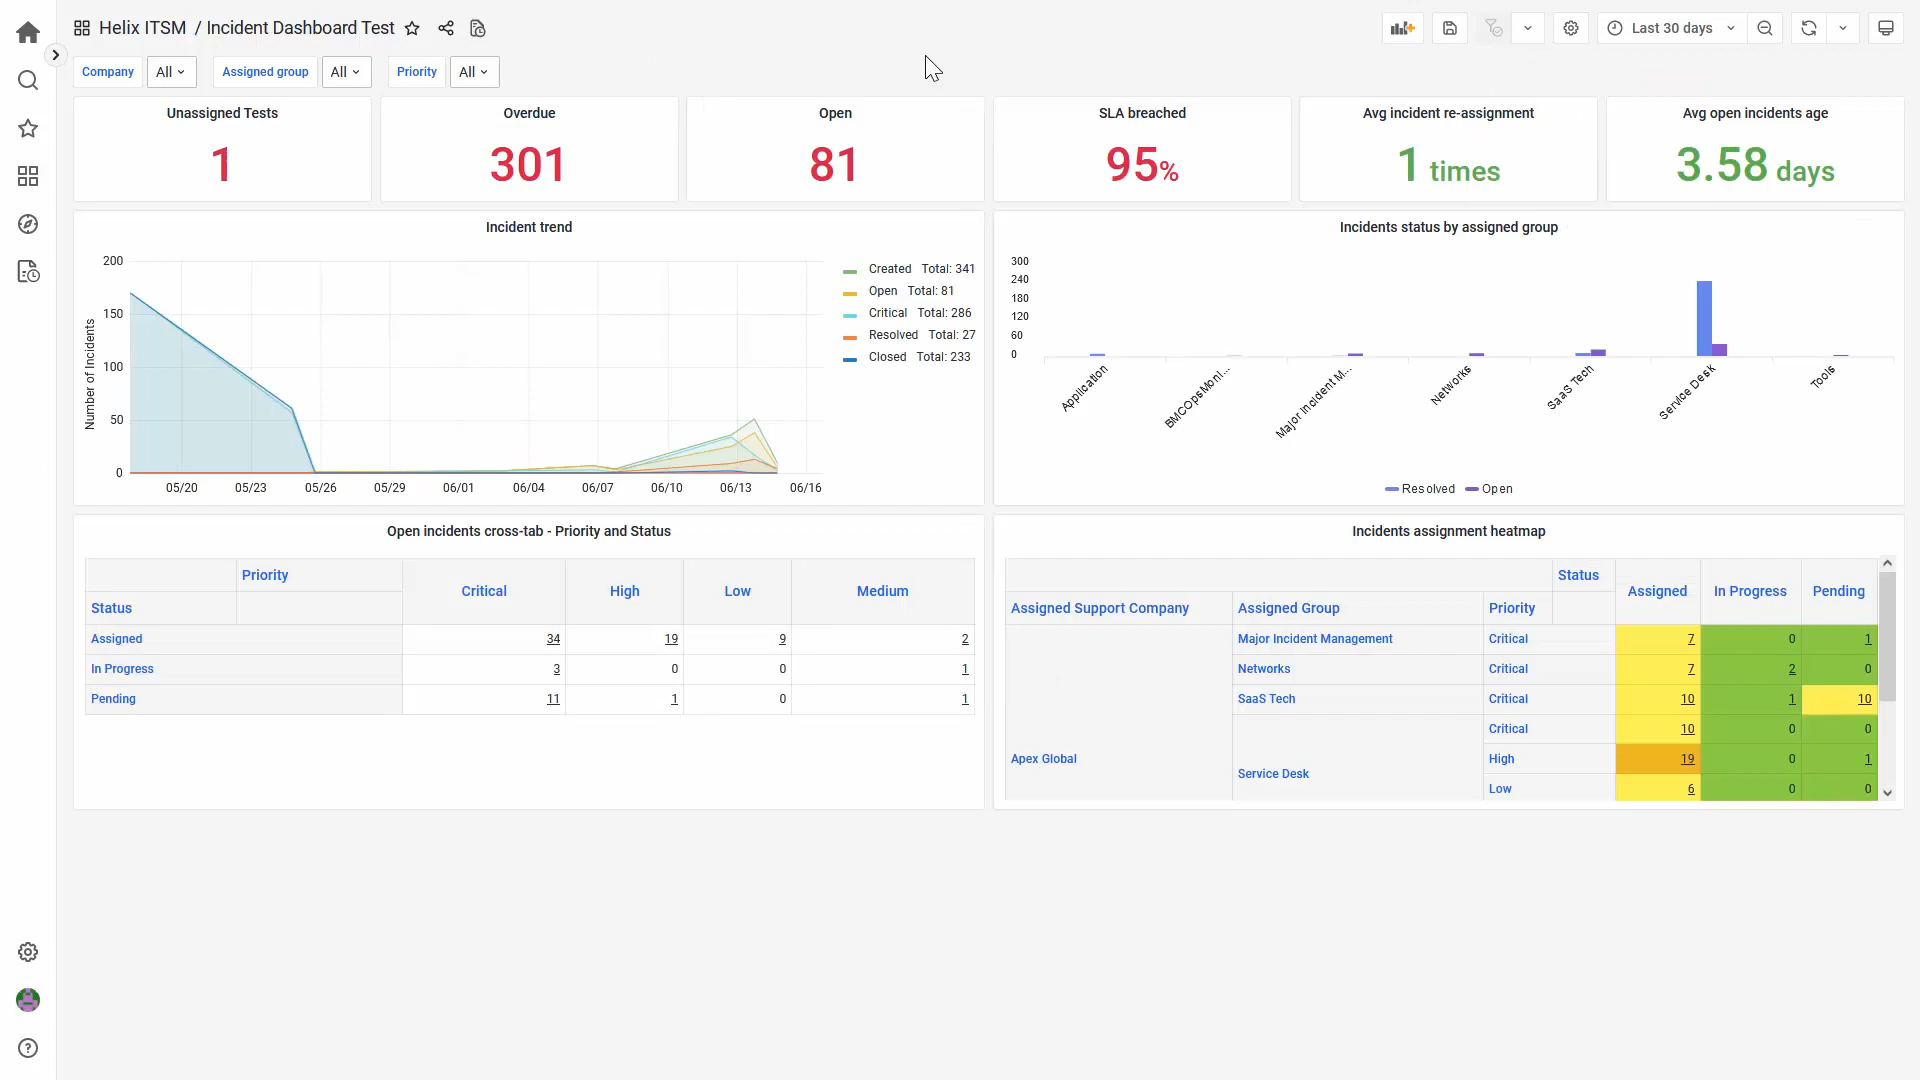 Helix ITSM / Incident Dashboard Test
Last 30 days
Company All Assigned group All Priority All
Unassigned Tests
1
Overdue
301
Open
81
SLA breached
95%
Avg incident re-assignment
1 times
Avg open incidents age
3.58 days
Incident trend
Number of Incidents
200
150
100
50
0
05/20 05/23 05/26 05/29 06/01 06/04 06/07 06/10 06/13 06/16
Created Total: 341
Open Total: 81
Critical Total: 286
Resolved Total: 27
Closed Total: 233
Incidents status by assigned group
300
240
180
120
60
0
Application BMCOpsMoni... Major Incident M... Networks SaaS Tech Service Desk Tools
Resolved Open
Open incidents cross-tab - Priority and Status
Priority
Status Critical High Low Medium
Assigned 34 19 9 2
In Progress 3 0 0 1
Pending 11 1 0 1
Incidents assignment heatmap
Status
Assigned Support Company Assigned Group Priority Assigned In Progress Pending
Major Incident Management Critical 7 0 1
Networks Critical 7 2 0
SaaS Tech Critical 10 1 10
Critical 10 0 0
Apex Global High 19 0 1
Service Desk
Low 6 0 0